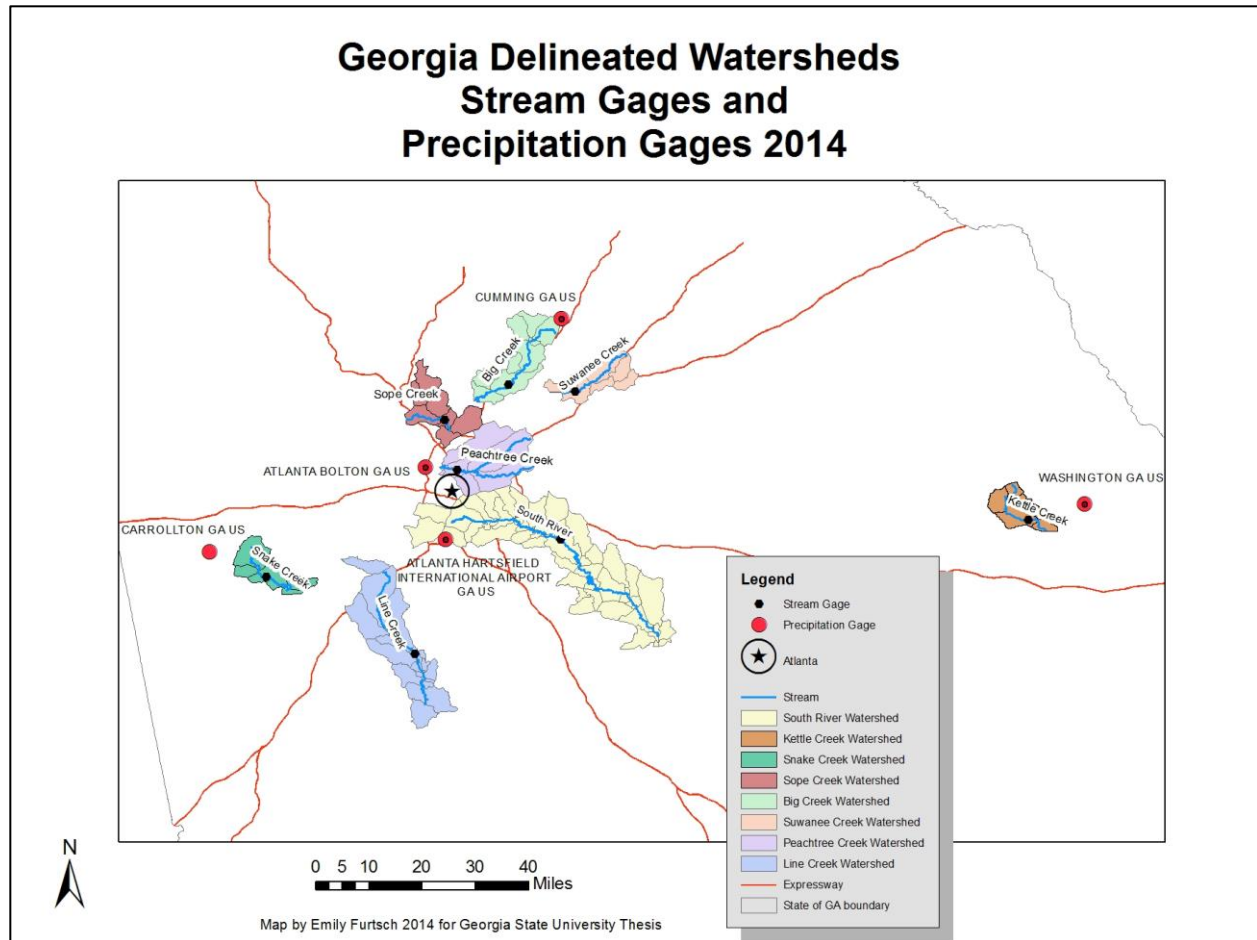 Georgia Delineated Watersheds
Stream Gages and
Precipitation Gages 2014
CUMMING GA US
Big Creek
Suwanee Creek
Sope Creek
Peachtree Creek
ATLANTA BOLTON GA US
WASHINGTON GA US
Kettle Creek
South River
CARROLLTON GA US
Snake Creek
ATLANTA HARTSFIELD
INTERNATIONAL AIRPORT
GA US
Line Creek
Legend
Stream Gage
Precipitation Gage
Atlanta
Stream
South River Watershed
Kettle Creek Watershed
Snake Creek Watershed
Sope Creek Watershed
Big Creek Watershed
Suwanee Creek Watershed
Peachtree Creek Watershed
Line Creek Watershed
Expressway
State of GA boundary
N
0 5 10 20 30 40
Miles
Map by Emily Furtsch 2014 for Georgia State University Thesis